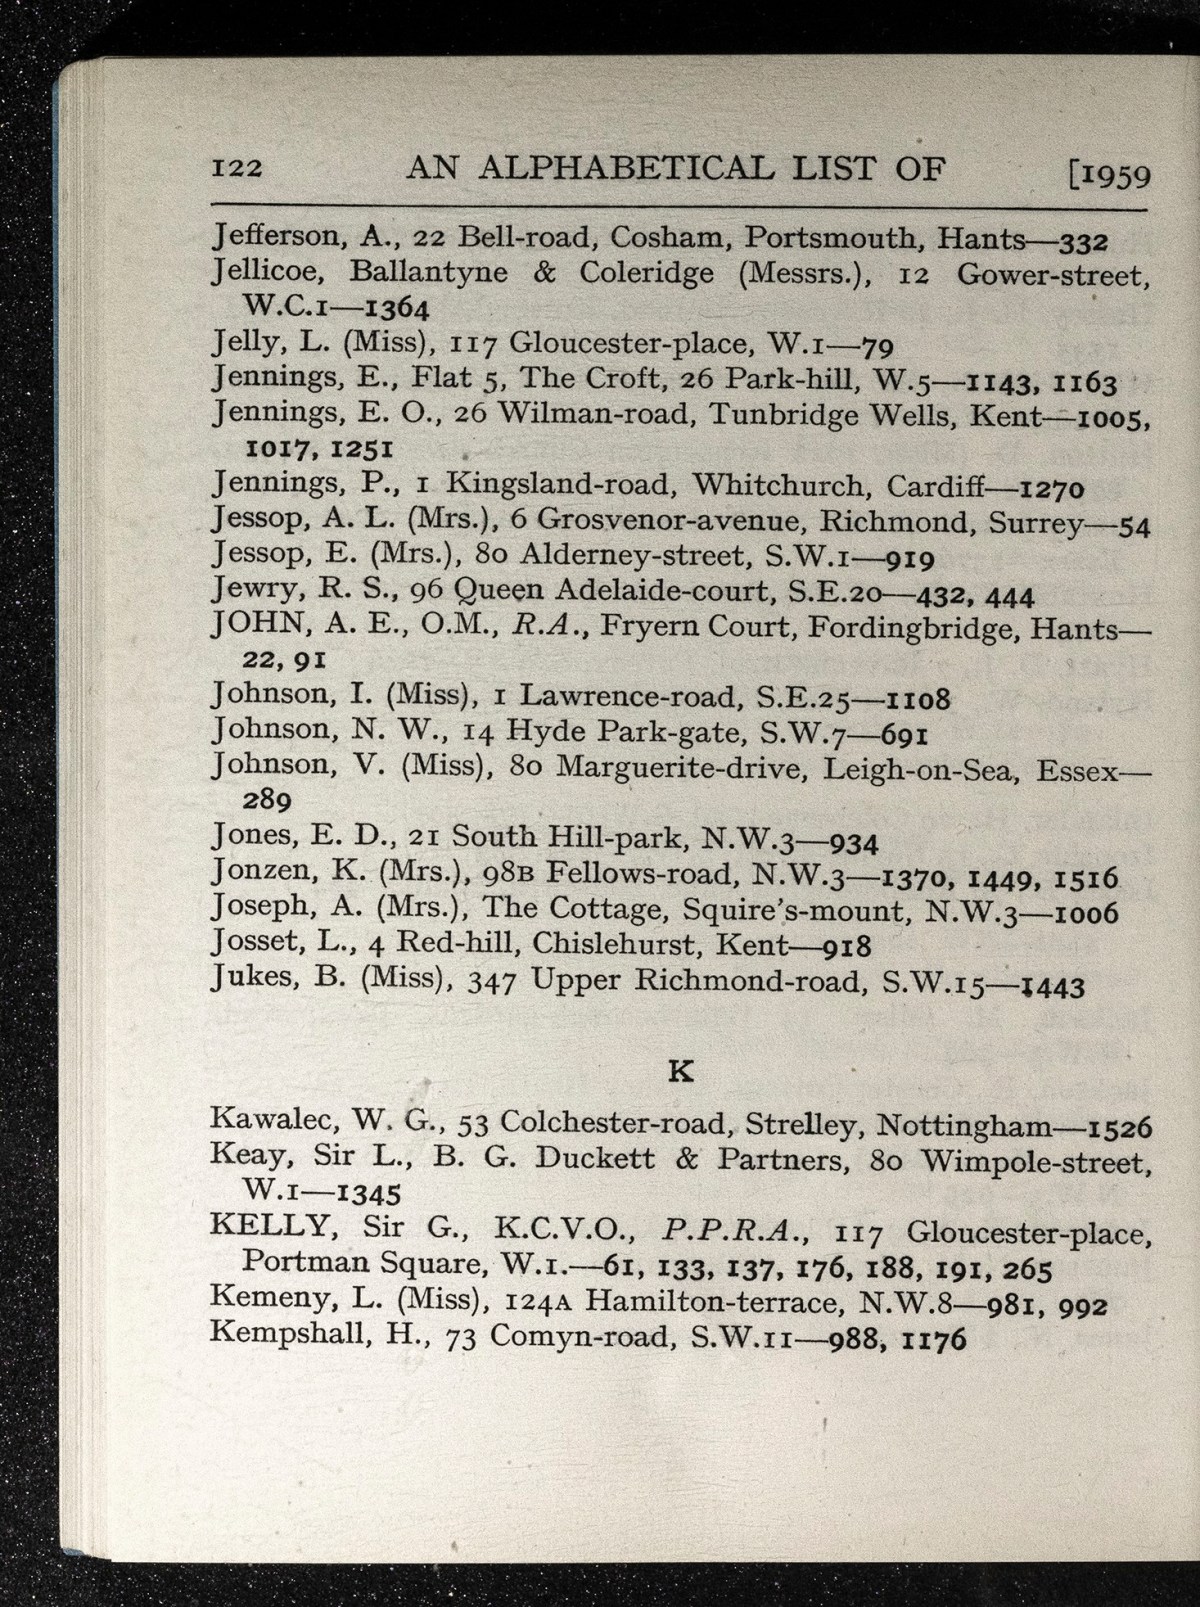 122 AN ALPHABETICAL LIST OF [1959
Jefferson, A., 22 Bell-road, Cosham, Portsmouth, Hants—332
Jellicoe, Ballantyne & Coleridge (Messrs.), 12 Gower-street,
W.C.1—1364
Jelly, L. (Miss), 117 Gloucester-place, W.1—79
Jennings, E., Flat 5, The Croft, 26 Park-hill, W.5—1143, 1163
Jennings, E. O., 26 Wilman-road, Tunbridge Wells, Kent—1005,
1017, 1251
Jennings, P., 1 Kingsland-road, Whitchurch, Cardiff—1270
Jessop, A. L. (Mrs.), 6 Grosvenor-avenue, Richmond, Surrey—54
Jessop, E. (Mrs.), 80 Alderney-street, S.W.1—919
Jewry, R. S., 96 Queen Adelaide-court, S.E.20—432, 444
JOHN, A. E., O.M., R.A., Fryern Court, Fordingbridge, Hants—
22, 91
Johnson, I. (Miss), 1 Lawrence-road, S.E.25—1108
Johnson, N. W., 14 Hyde Park-gate, S.W.7—691
Johnson, V. (Miss), 80 Marguerite-drive, Leigh-on-Sea, Essex—
289
Jones, E. D., 21 South Hill-park, N.W.3—934
Jonzen, K. (Mrs.), 98B Fellows-road, N.W.3—1370, 1449, 1516
Joseph, A. (Mrs.), The Cottage, Squire's-mount, N.W.3—1006
Josset, L., 4 Red-hill, Chislehurst, Kent—918
Jukes, B. (Miss), 347 Upper Richmond-road, S.W.15—1443
K
Kawalec, W. G., 53 Colchester-road, Strelley, Nottingham—1526
Keay, Sir L., B. G. Duckett & Partners, 80 Wimpole-street,
W.1—1345
KELLY, Sir G., K.C.V.O., P.P.R.A., 117 Gloucester-place,
Portman Square, W.1.—61, 133, 137, 176, 188, 191, 265
Kemeny, L. (Miss), 124A Hamilton-terrace, N.W.8—981, 992
Kempshall, H., 73 Comyn-road, S.W.11—988, 1176